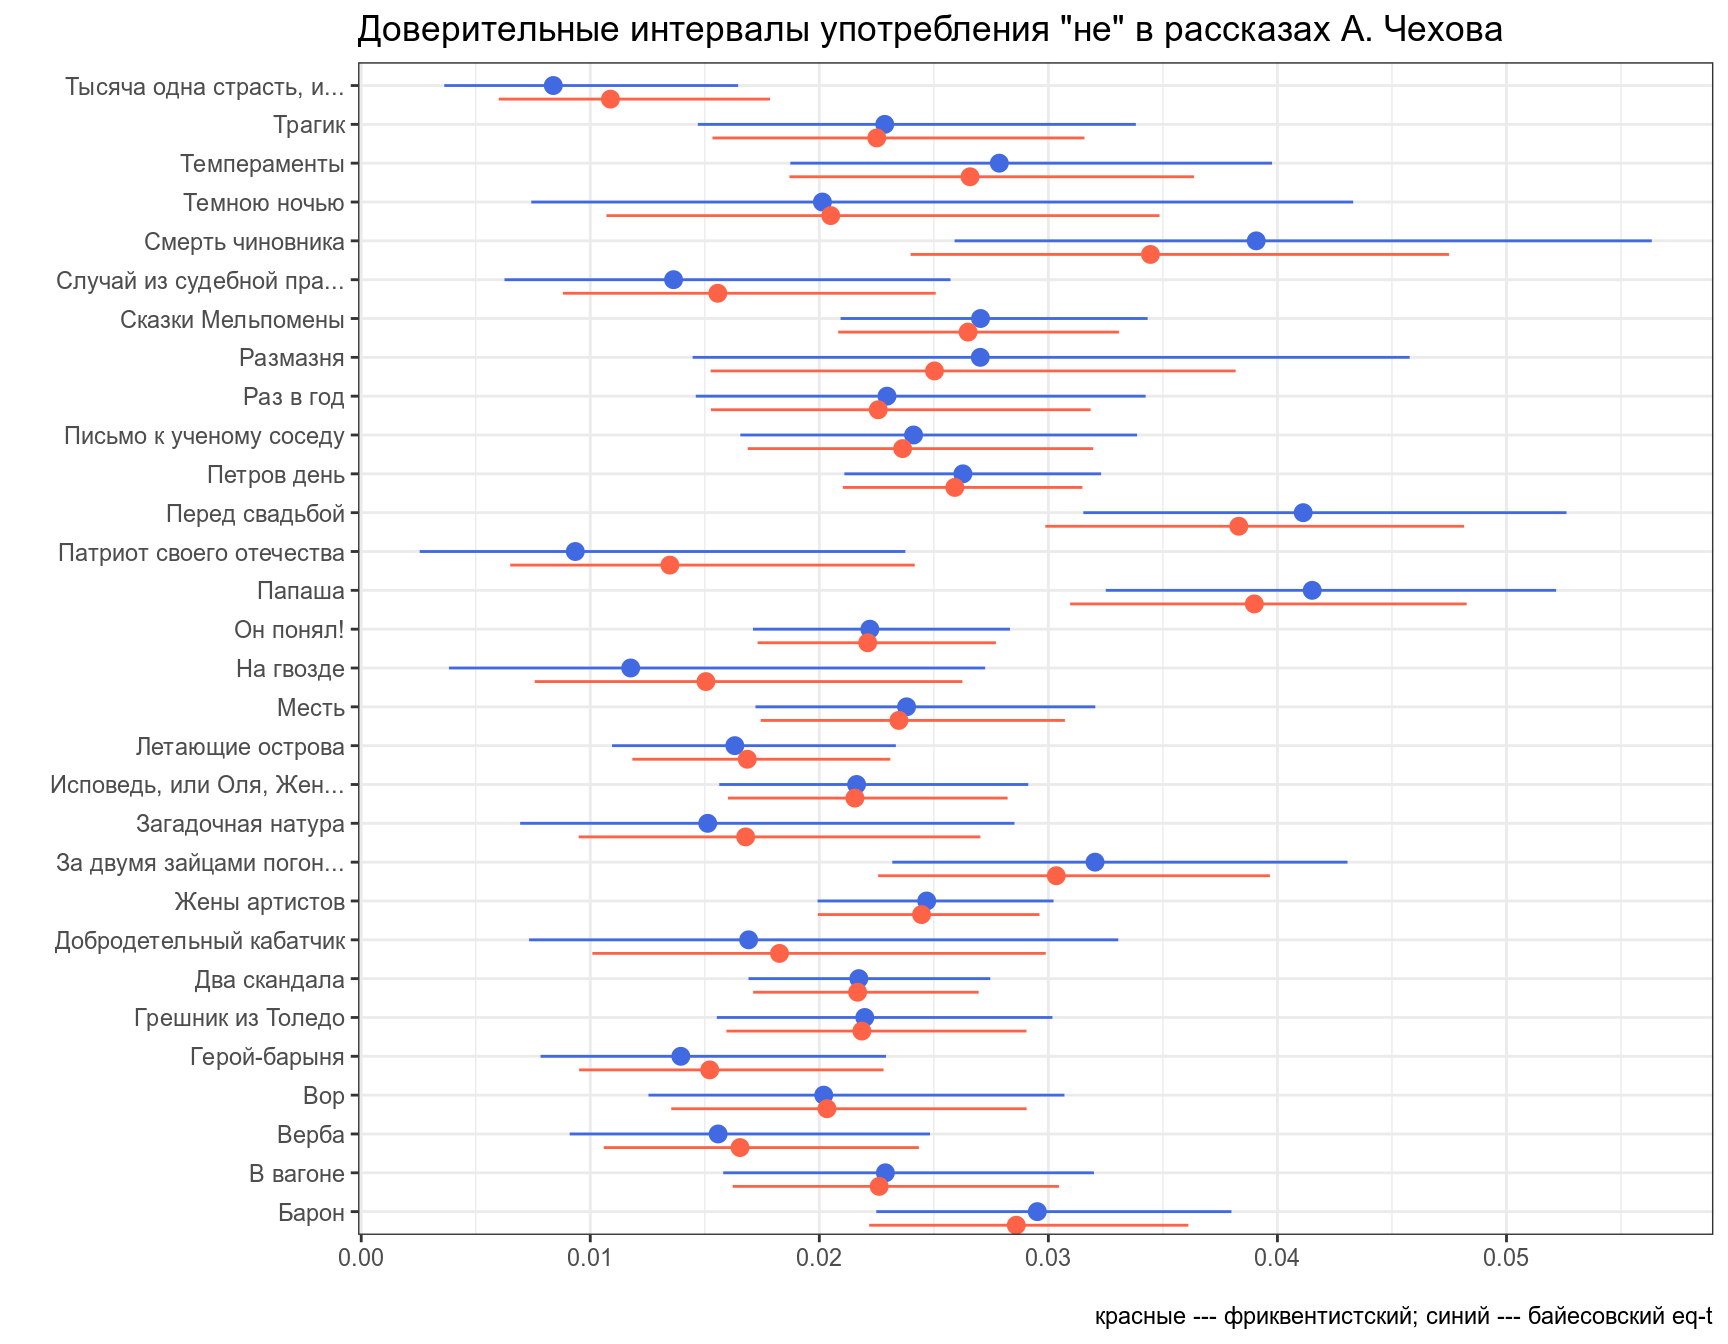 Доверительные интервалы употребления "не" в рассказах А. Чехова
Тысяча одна страсть, и...
Трагик
Темпераменты
Темною ночью
Смерть чиновника
Случай из судебной пра...
Сказки Мельпомены
Размазня
Раз в год
Письмо к ученому соседу
Петров день
Перед свадьбой
Патриот своего отечества
Папаша
Он понял!
На гвозде
Месть
Летающие острова
Исповедь, или Оля, Жен...
Загадочная натура
За двумя зайцами погон...
Жены артистов
Добродетельный кабатчик
Два скандала
Грешник из Толедо
Герой-барыня
Вор
Верба
В вагоне
Барон
0.00 0.01 0.02 0.03 0.04 0.05
красные --- фриквентистский; синий --- байесовский eq-t